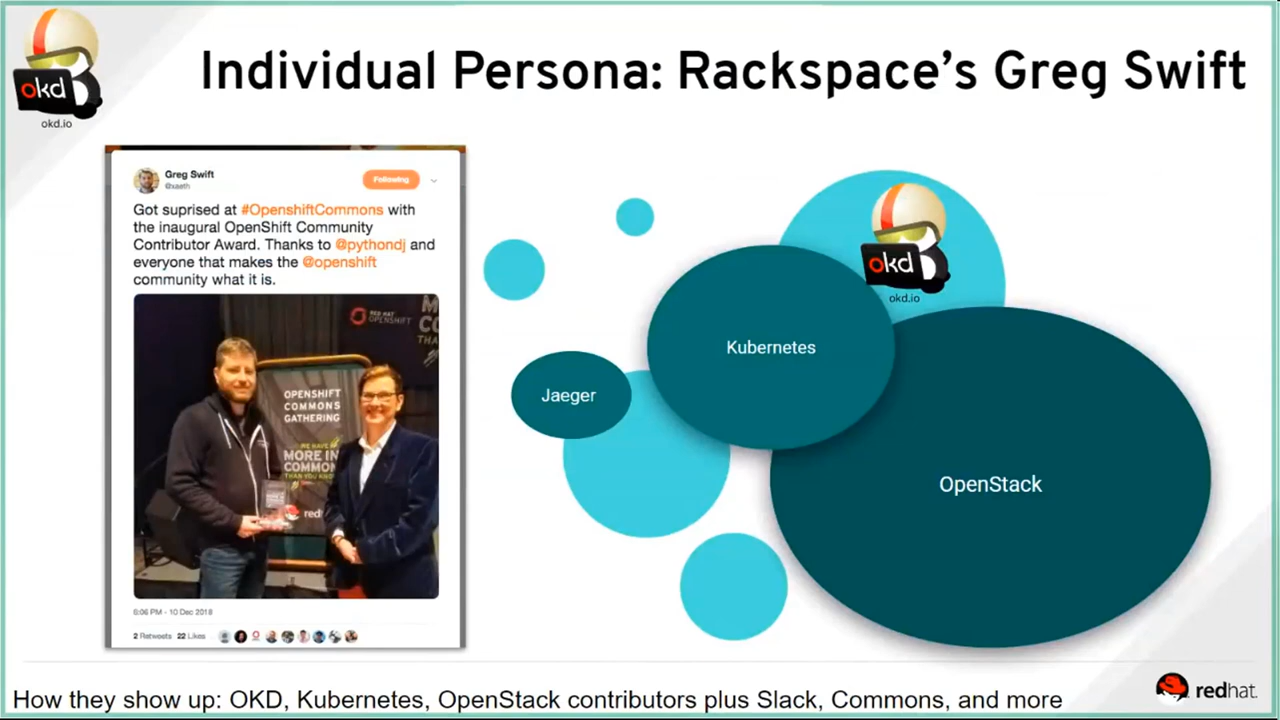 okd
okd.io
Individual Persona: Rackspace's Greg Swift
Greg Swift
@xaeth
Following
Got suprised at #OpenshiftCommons with
the inaugural OpenShift Community
Contributor Award. Thanks to @pythondj and
everyone that makes the @openshift
community what it is.
RED HAT
OPENSHIFT
OPENSHIFT
COMMONS
GATHERING
WE HAVE
MORE IN
COMMON
THAN YOU
redh
6:06 PM - 10 Dec 2018
2 Retweets 22 Likes
okd
okd.io
Kubernetes
Jaeger
OpenStack
How they show up: OKD, Kubernetes, OpenStack contributors plus Slack, Commons, and more
redhat.